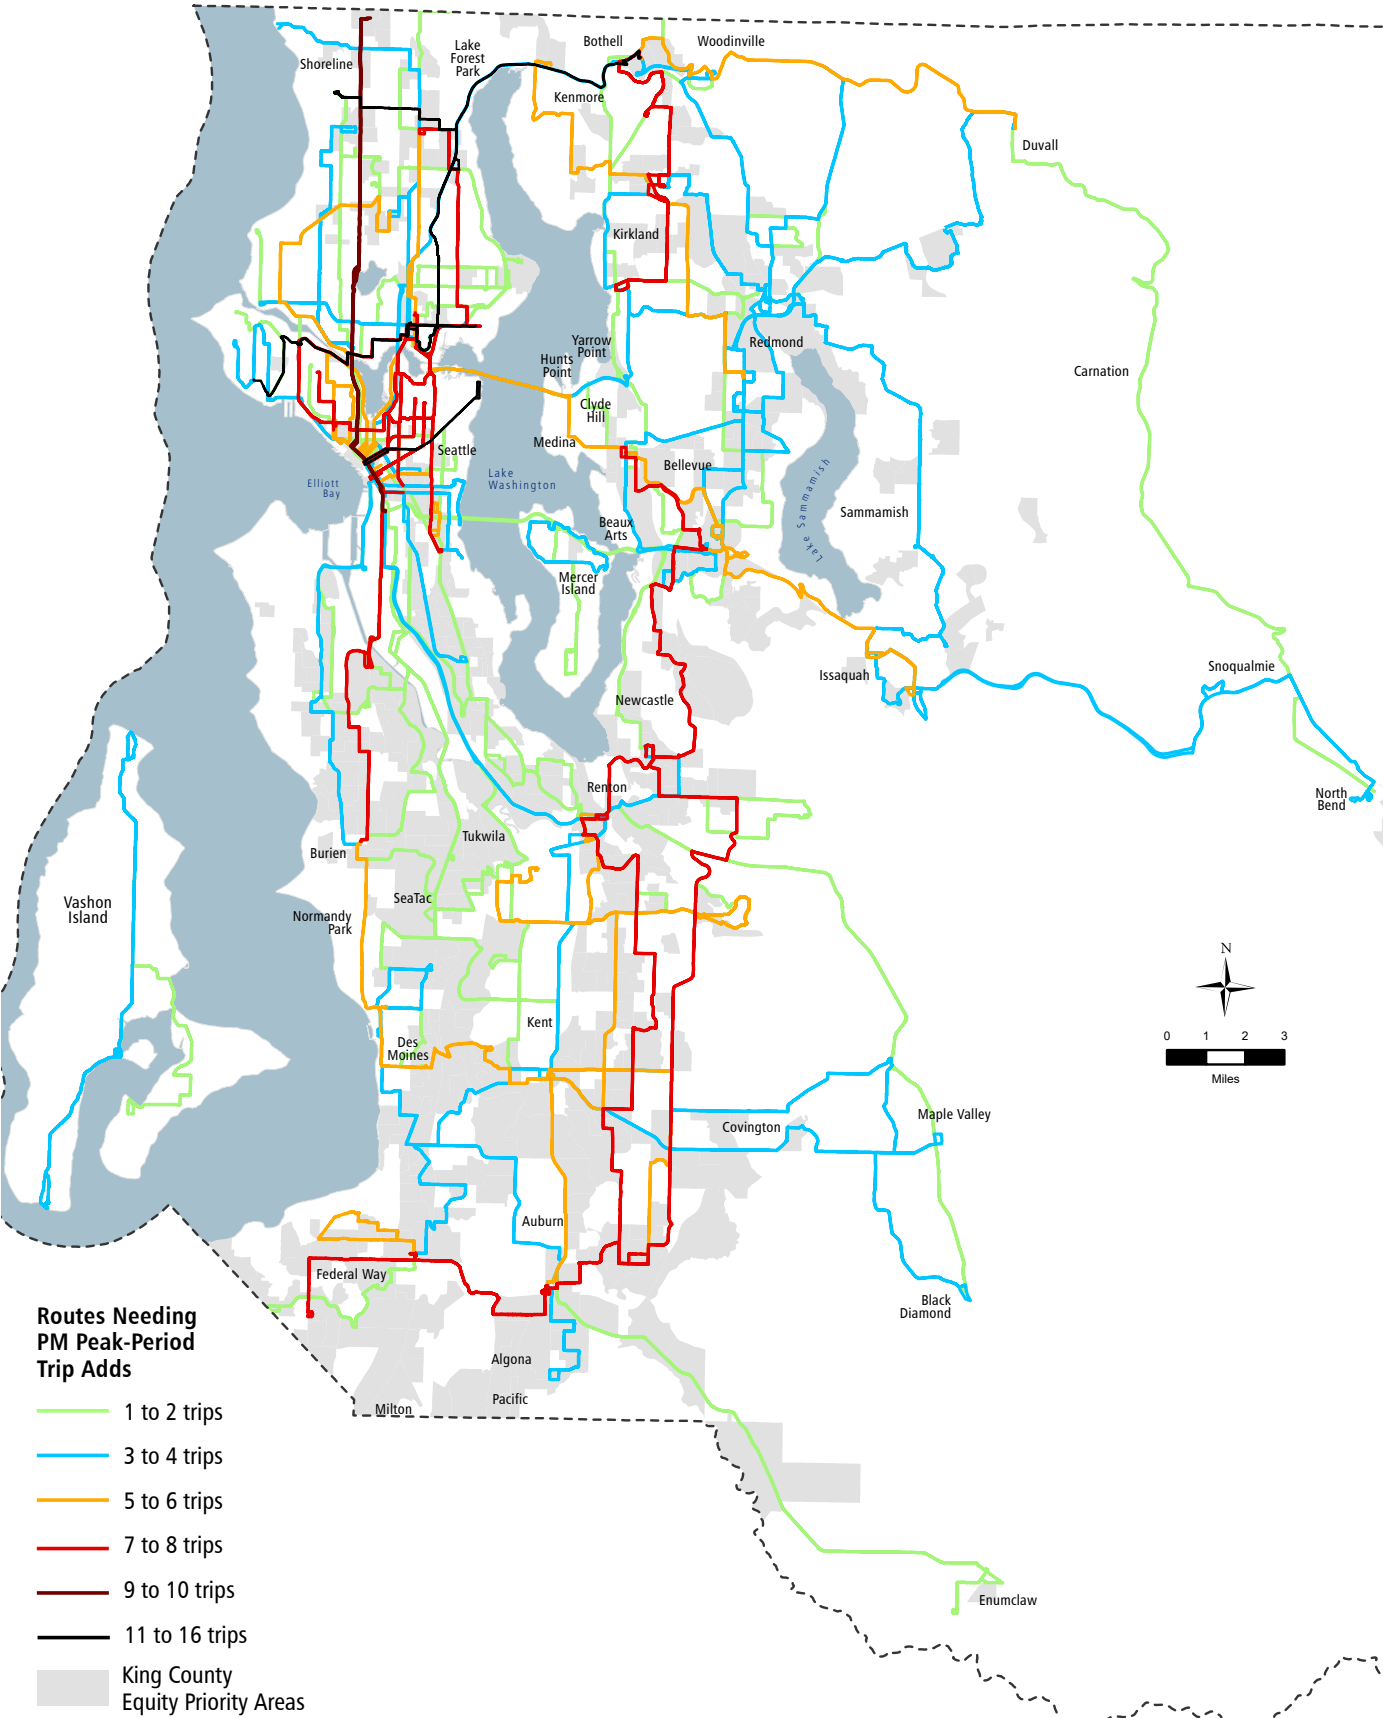 Bothell
Woodinville
Lake
Forest
Park
Shoreline
Kenmore
Duvall
Kirkland
Yarrow
Point
Redmond
Hunts
Point
Carnation
Clyde
Hill
Medina
Seattle
Bellevue
Lake
Washington
Elliott
Bay
Lake Sammamish
Sammamish
Beaux
Arts
Mercer
Island
Snoqualmie
Issaquah
Newcastle
Renton
North
Bend
Tukwila
Burien
SeaTac
Vashon
Island
Normandy
Park
N
Kent
0 1 2 3
Miles
Des
Moines
Maple Valley
Covington
Auburn
Federal Way
Black
Diamond
Algona
Pacific
Milton
Enumclaw
Routes Needing
PM Peak-Period
Trip Adds
1 to 2 trips
3 to 4 trips
5 to 6 trips
7 to 8 trips
9 to 10 trips
11 to 16 trips
King County
Equity Priority Areas